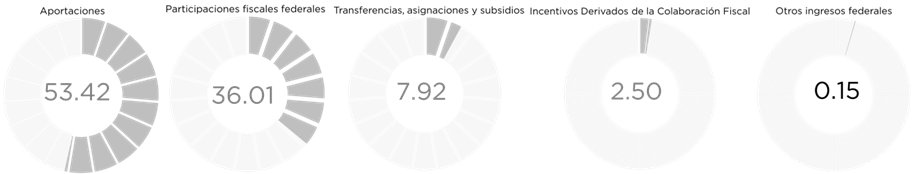 Aportaciones
53.42
Participaciones fiscales federales
36.01
Transferencias, asignaciones y subsidios
7.92
Incentivos Derivados de la Colaboración Fiscal
2.50
Otros ingresos federales
0.15